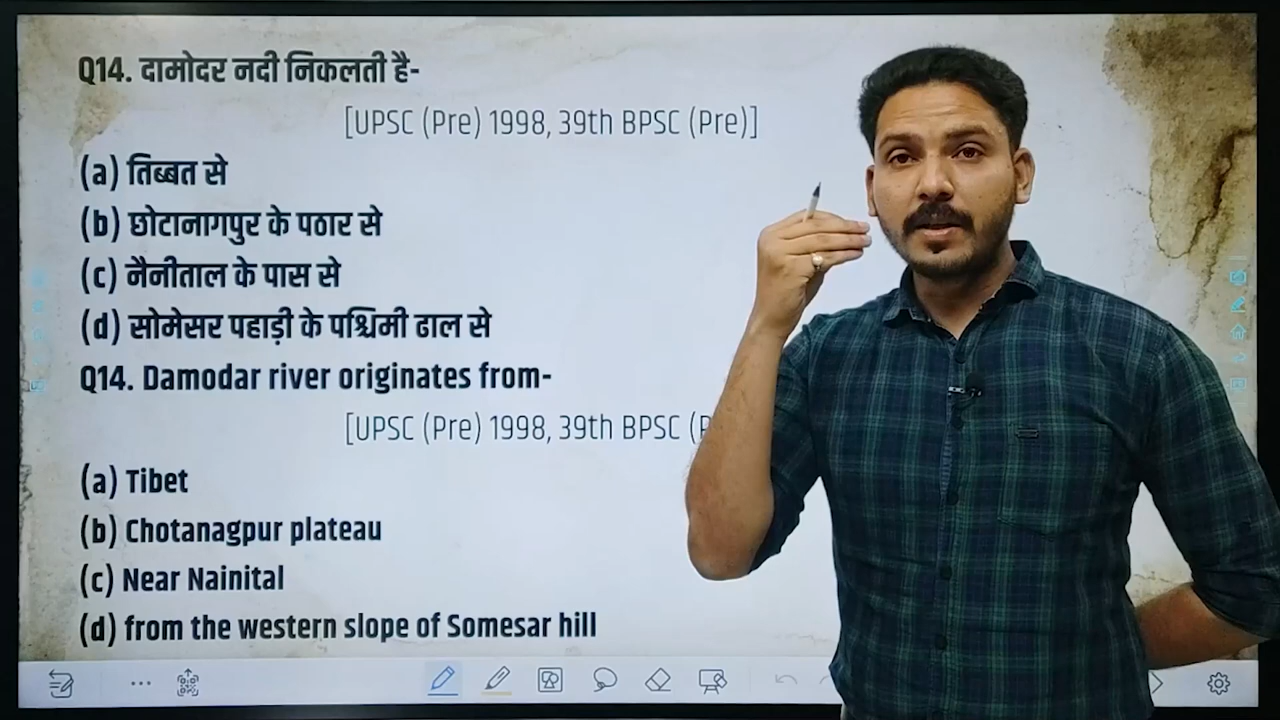 Q14. दामोदर नदी निकलती है-
[UPSC (Pre) 1998, 39th BPSC (Pre)]
(a) तिब्बत से
(b) छोटानागपुर के पठार से
(c) नैनीताल के पास से
(d) सोमेसर पहाड़ी के पश्चिमी ढाल से
Q14. Damodar river originates from-
[UPSC (Pre) 1998, 39th BPSC (P
(a) Tibet
(b) Chotanagpur plateau
(c) Near Nainital
(d) from the western slope of Somesar hill